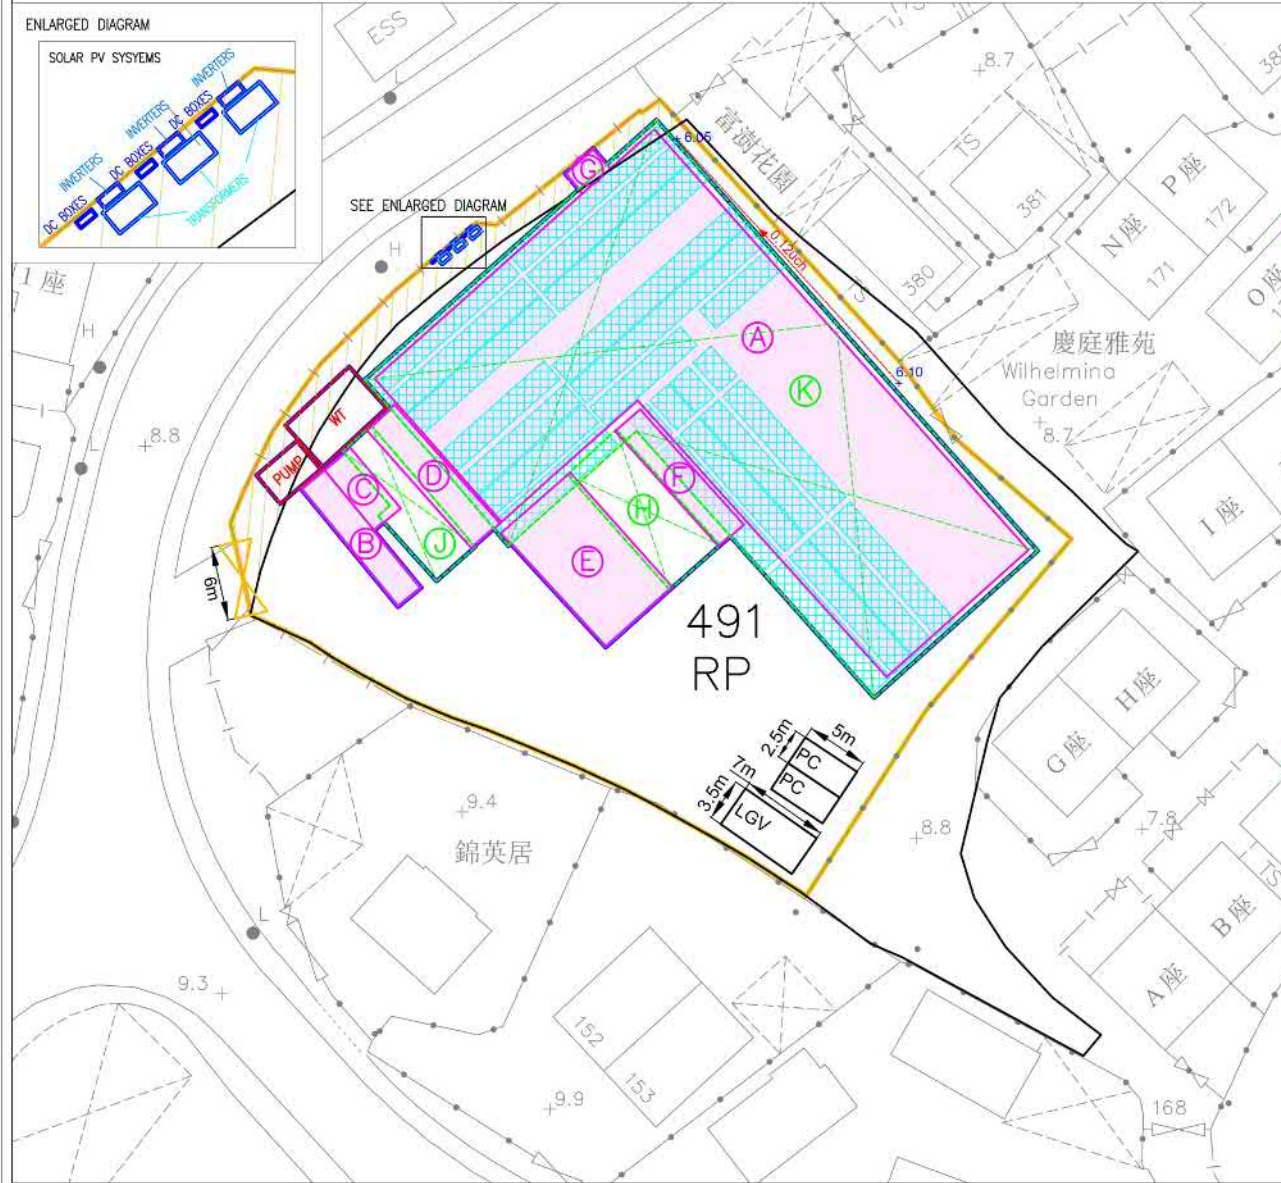 ENLARGED DIAGRAM
SOLAR PV SYSYEMS
INVERTERS
DC BOXES
INVERTERS
DC BOXES
INVERTERS
DC BOXES
TRANSFORMERS
ESS
L
8.7
TS
富澍花園
6.05
G
SEE ENLARGED DIAGRAM
H
0.120ch
TS
380
381
P座
172
N座
171
O座
1座
H
A
K
6.10
慶庭雅苑
Wilhelmina
Garden
8.7
8.8
L
WT
PUMP
C
D
B
J
F
H
E
I座
6m
491
RP
H座
G座
2.5m
5m
PC
PC
7m
3.5m
LGV
9.4
錦英居
8.8
7.8
TS
B座
A座
L
9.3
152
153
9.9
168